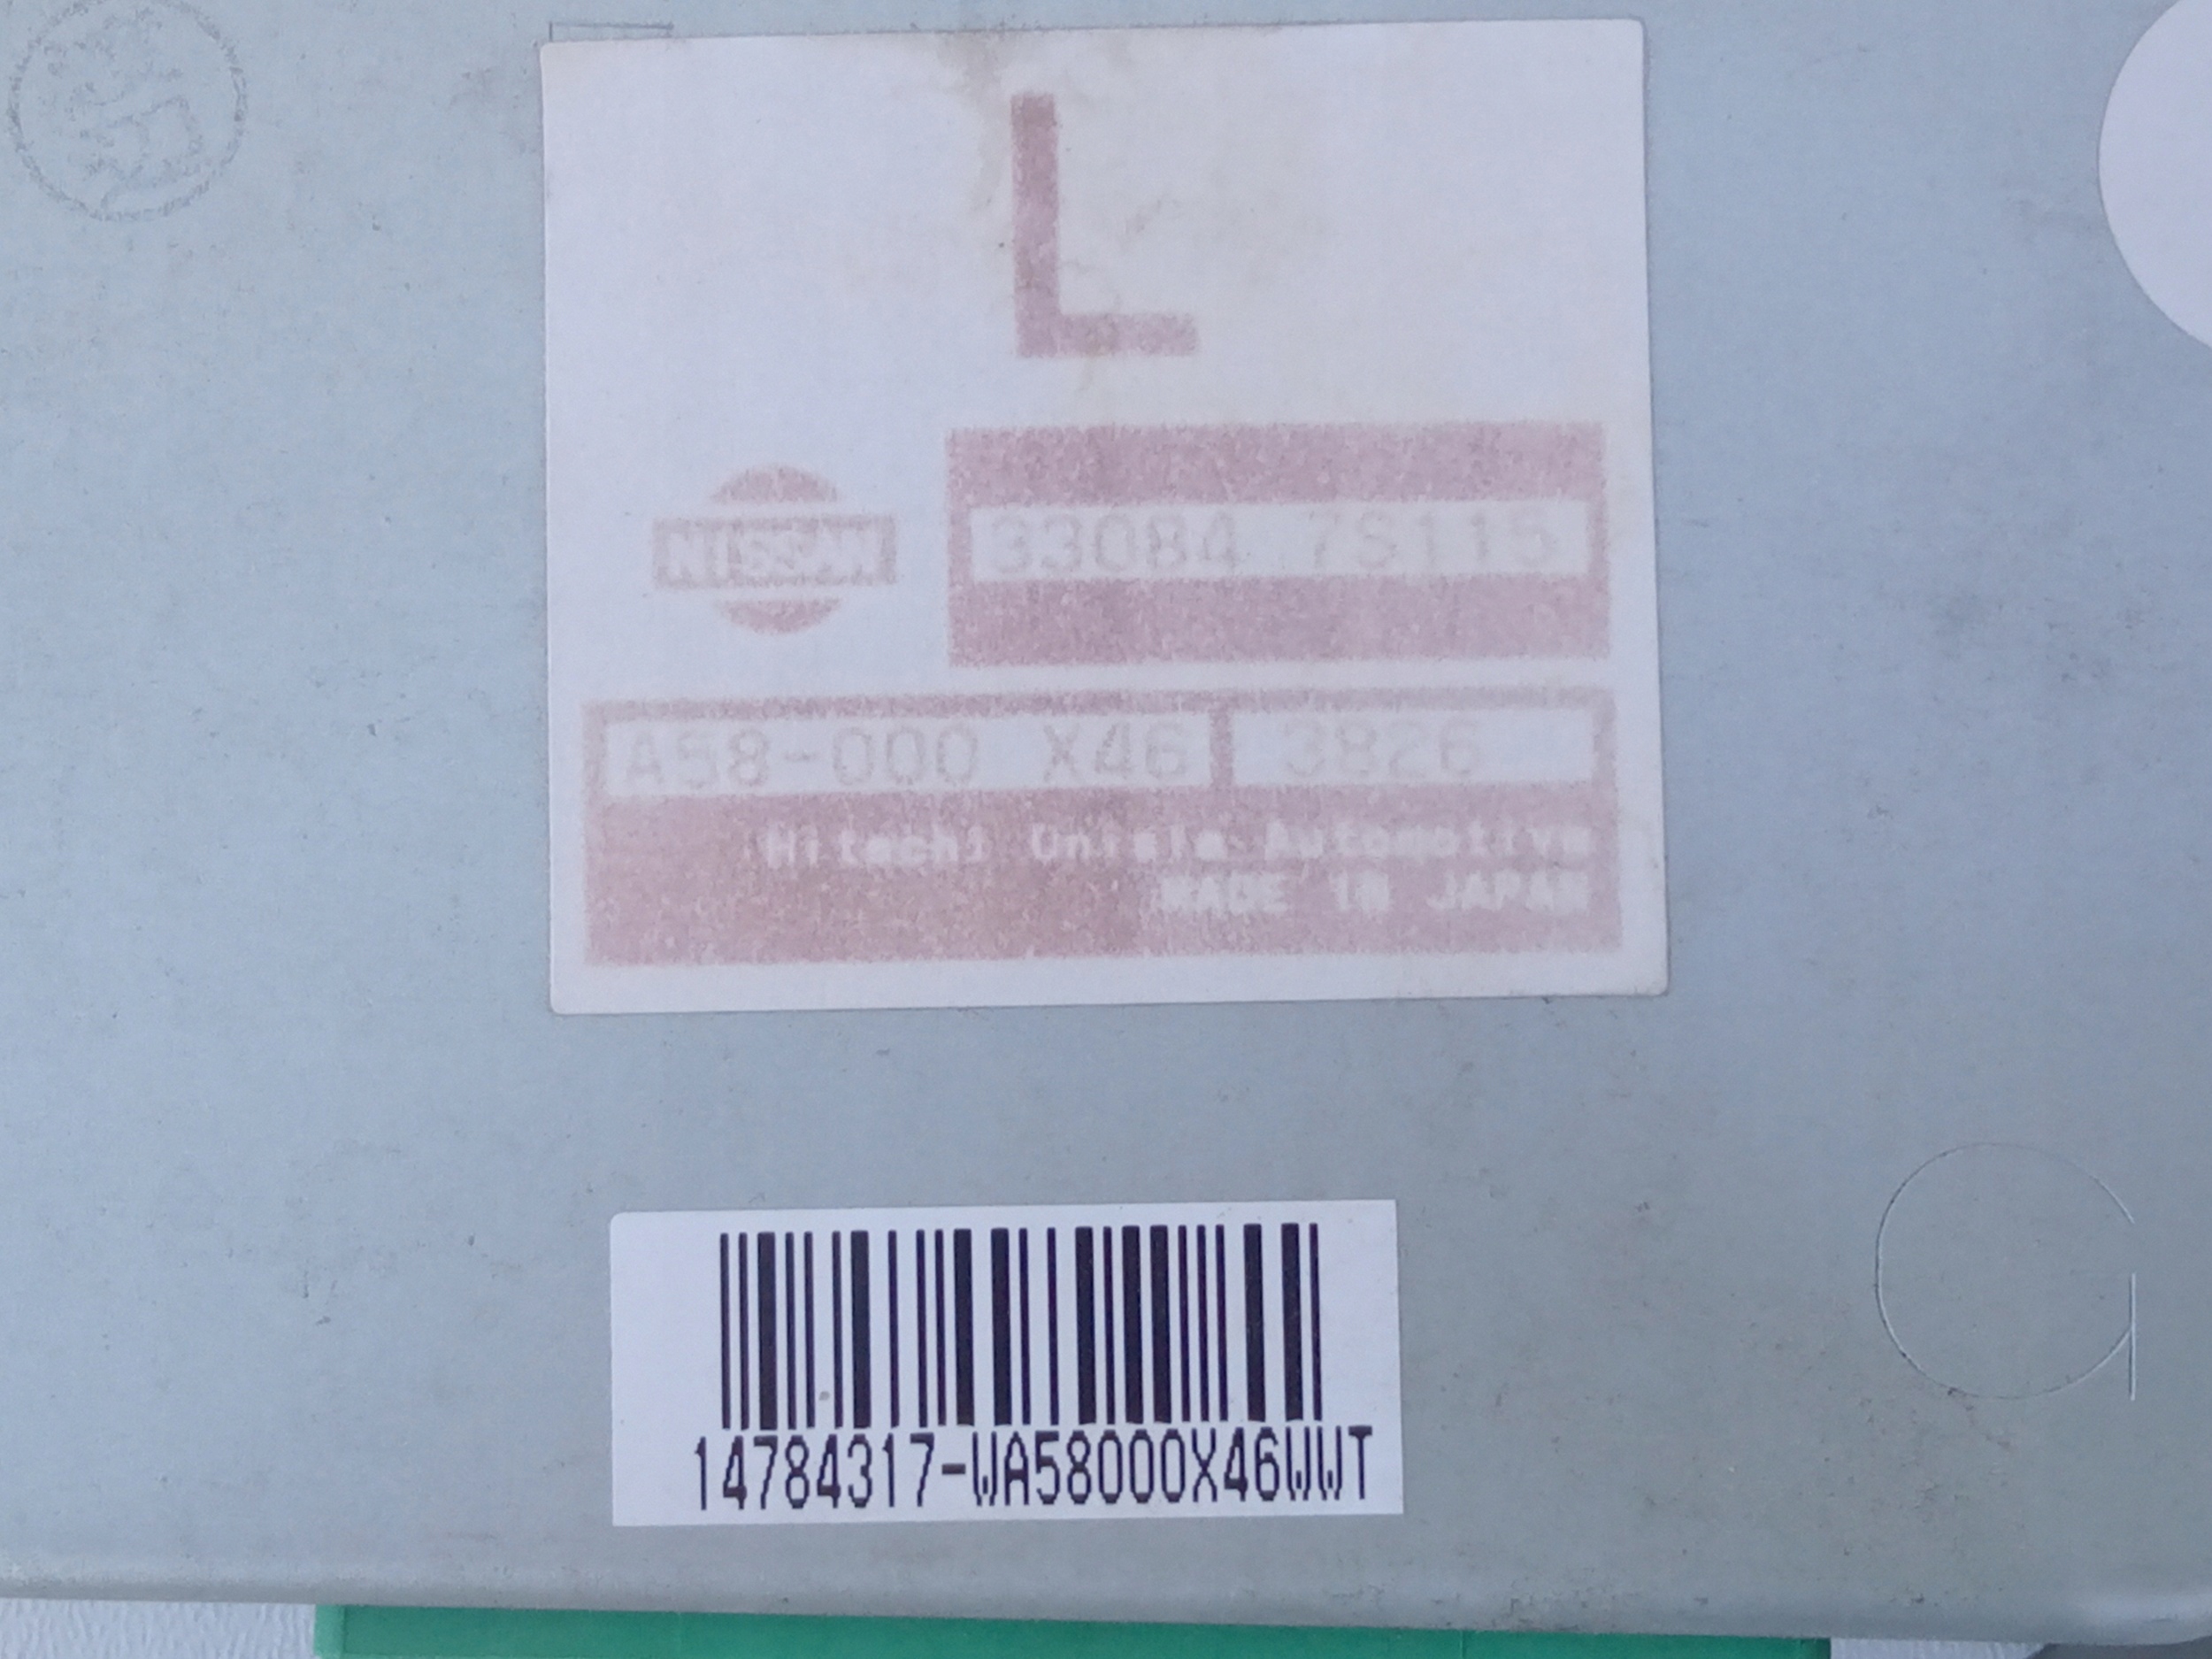 L
NISSAN
33084 7S115
A58-000 X46
3826
Hitachi Unisia Automotive
MADE IN JAPAN
14784317-WA58000X46WWT